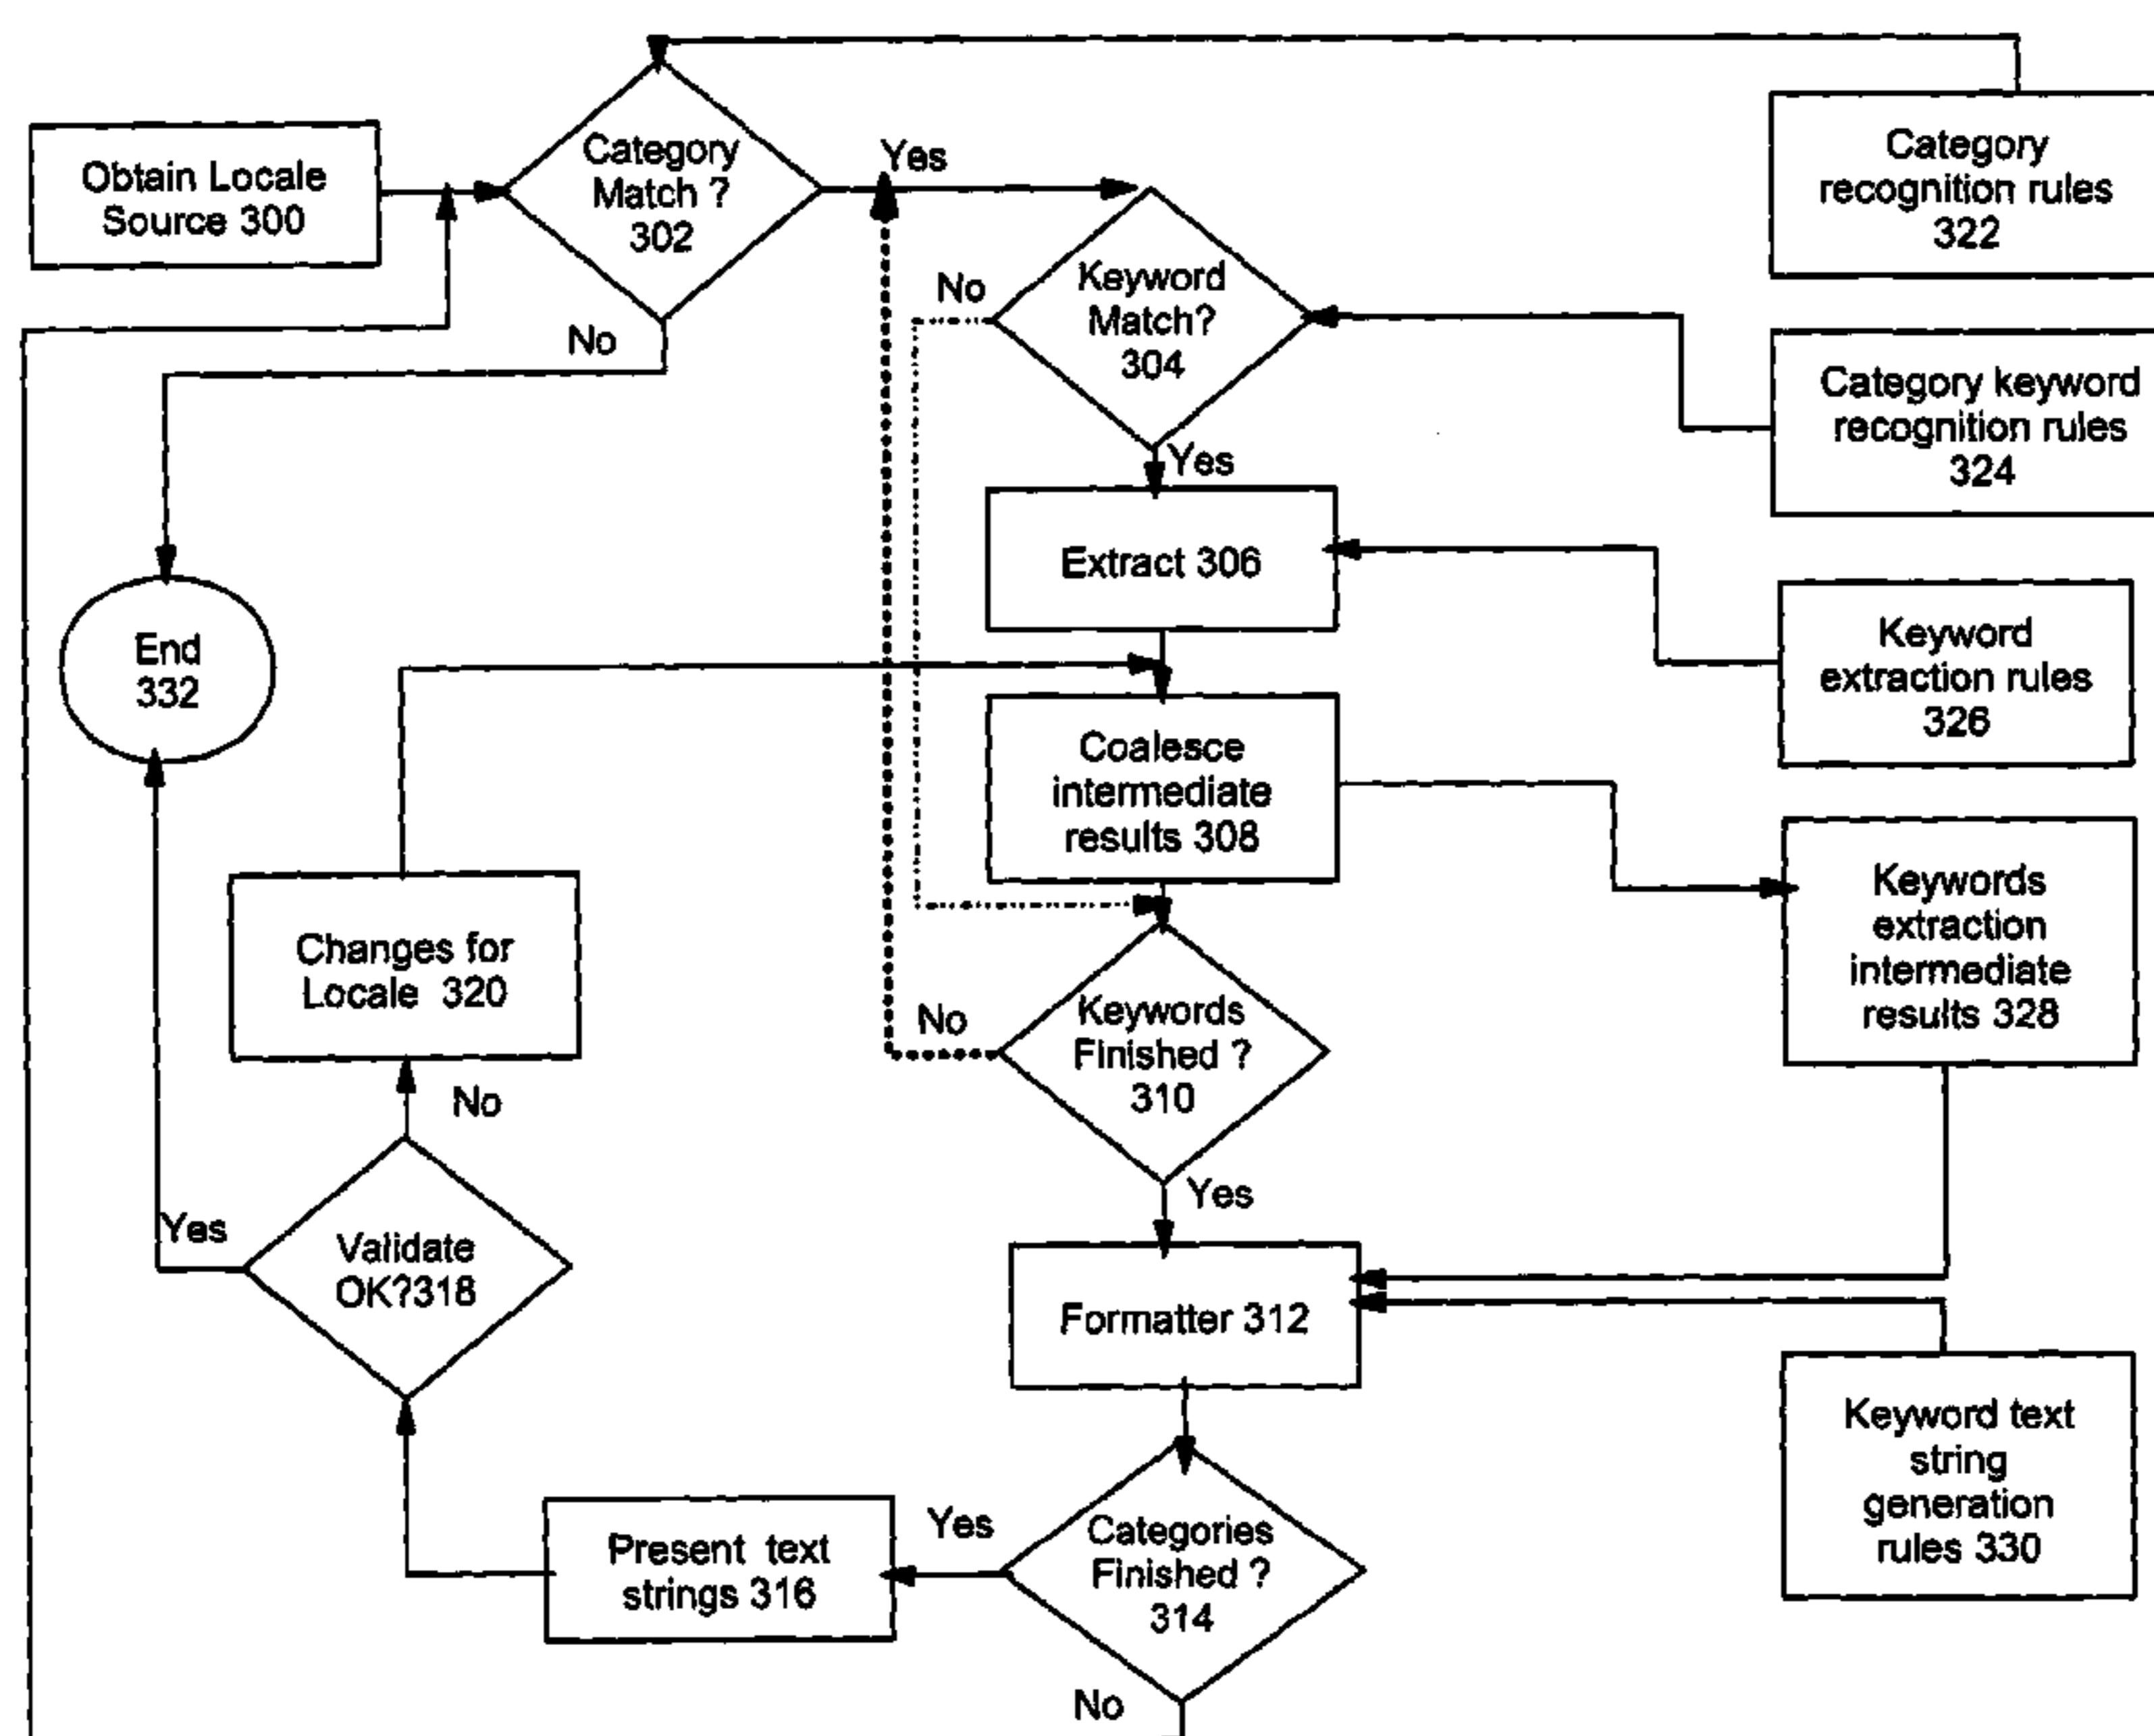 Obtain Locale
Source 300
Category
Match ?
302
Yes
No
Category
recognition rules
322
Keyword
Match?
304
No
Yes
Category keyword
recognition rules
324
Extract 306
Keyword
extraction rules
326
End
332
Coalesce
intermediate
results 308
Keywords
extraction
intermediate
results 328
Changes for
Locale 320
No
Keywords
Finished ?
310
No
Yes
Validate
OK?318
Yes
Formatter 312
Keyword text
string
generation
rules 330
Present text
strings 316
Yes
Categories
Finished ?
314
No